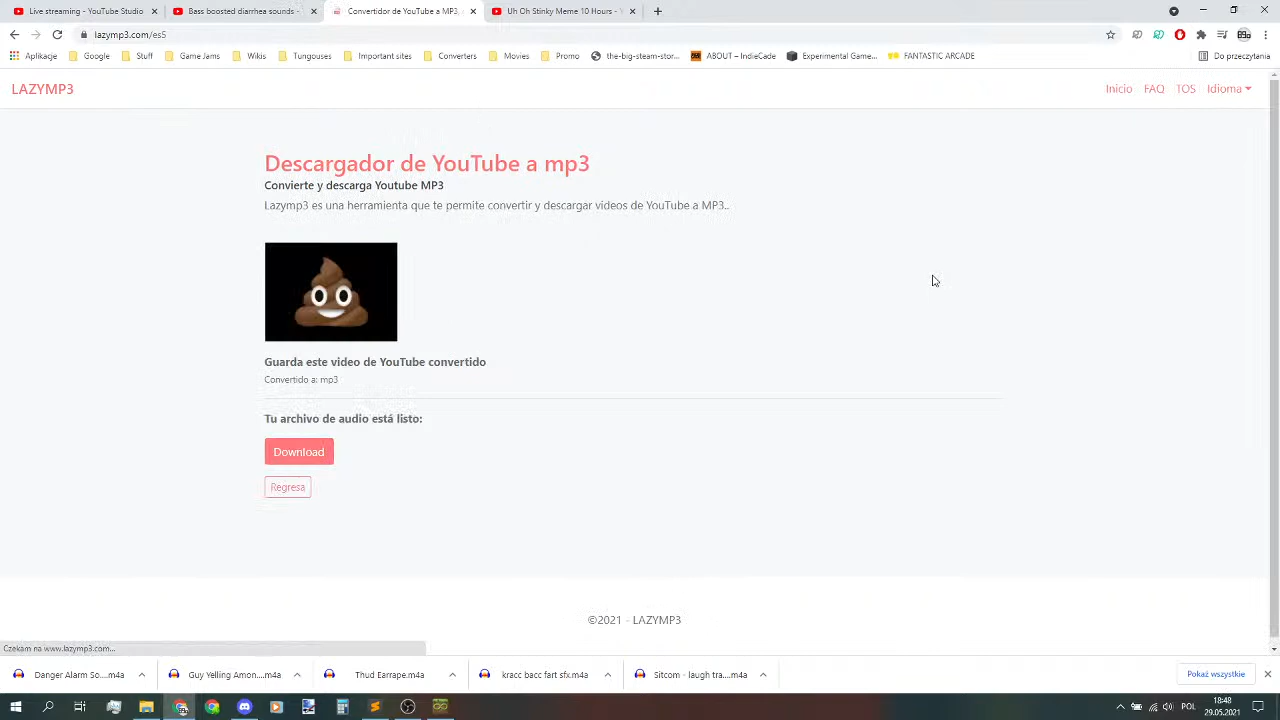 Live streaming - YouTube Studio
Bass boosted diarrhea sounds
Convertidor de YouTube a MP3,
Uh Oh Stinky Meme 10 Hours - Y
lazymp3.com/es5
Aplikacje
Google
Stuff
Game Jams
Wikis
Tungouses
Important sites
Converters
Movies
Promo
the-big-steam-stor...
ABOUT – IndieCade
Experimental Game...
FANTASTIC ARCADE
Do przeczytania
LAZYMP3
Inicio
FAQ
TOS
Idioma
Descargador de YouTube a mp3
Convierte y descarga Youtube MP3
Lazymp3 es una herramienta que te permite convertir y descargar videos de YouTube a MP3..
Guarda este video de YouTube convertido
Convertido a: mp3
Tu archivo de audio está listo:
Download
Regresa
©2021 - LAZYMP3
Czekam na www.lazymp3.com...
Danger Alarm So....m4a
Guy Yelliing Amon....m4a
Thud Earrape.m4a
kracc bacc fart sfx.m4a
Sitcom - laugh tra....m4a
Pokaż wszystkie
POL
18:48
29.05.2021